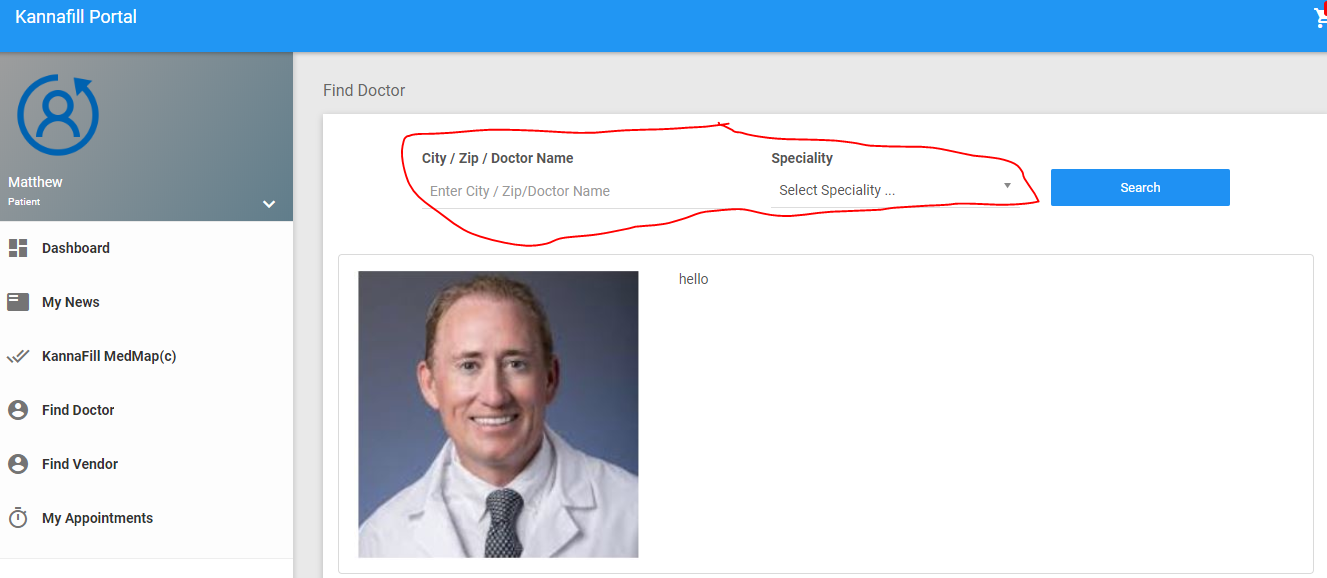 Kannafill Portal
Matthew
Patient
Dashboard
My News
KannaFill MedMap(c)
Find Doctor
Find Vendor
My Appointments
Find Doctor
City / Zip / Doctor Name
Speciality
Enter City / Zip/Doctor Name
Select Speciality ...
Search
hello